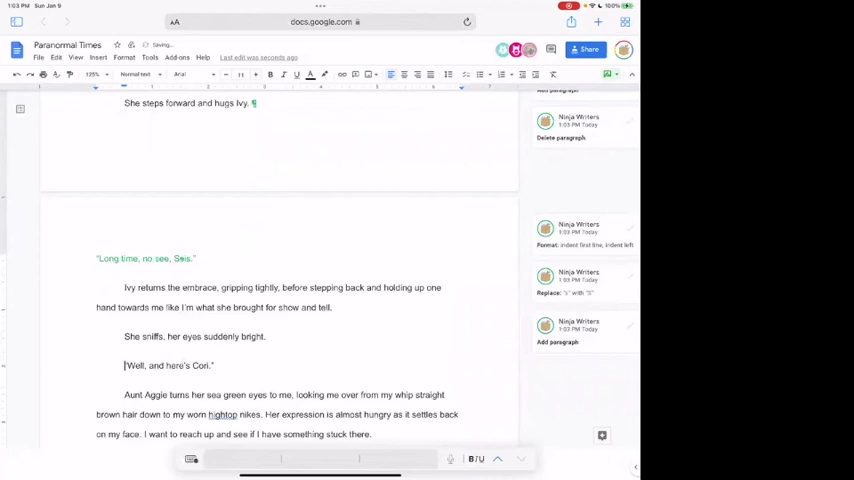 1:03 PM Sun Jan 9
100%
AA
docs.google.com
Paranormal Times
Saving...
File Edit View Insert Format Tools Add-ons Help Last edit was seconds ago
Share
125% Normal text Arial 11 B I U A
She steps forward and hugs Ivy. ¶
"Long time, no see, Seis."
Ivy returns the embrace, gripping tightly, before stepping back and holding up one
hand towards me like I'm what she brought for show and tell.
She sniffs, her eyes suddenly bright.
"Well, and here's Cori."
Aunt Aggie turns her sea green eyes to me, looking me over from my whip straight
brown hair down to my worn hightop nikes. Her expression is almost hungry as it settles back
on my face. I want to reach up and see if I have something stuck there.
Add paragraph
Ninja Writers
1:03 PM Today
Delete paragraph
Ninja Writers
1:03 PM Today
Format: indent first line, indent left
Ninja Writers
1:03 PM Today
Replace: "s" with "S"
Ninja Writers
1:03 PM Today
Add paragraph
BIU